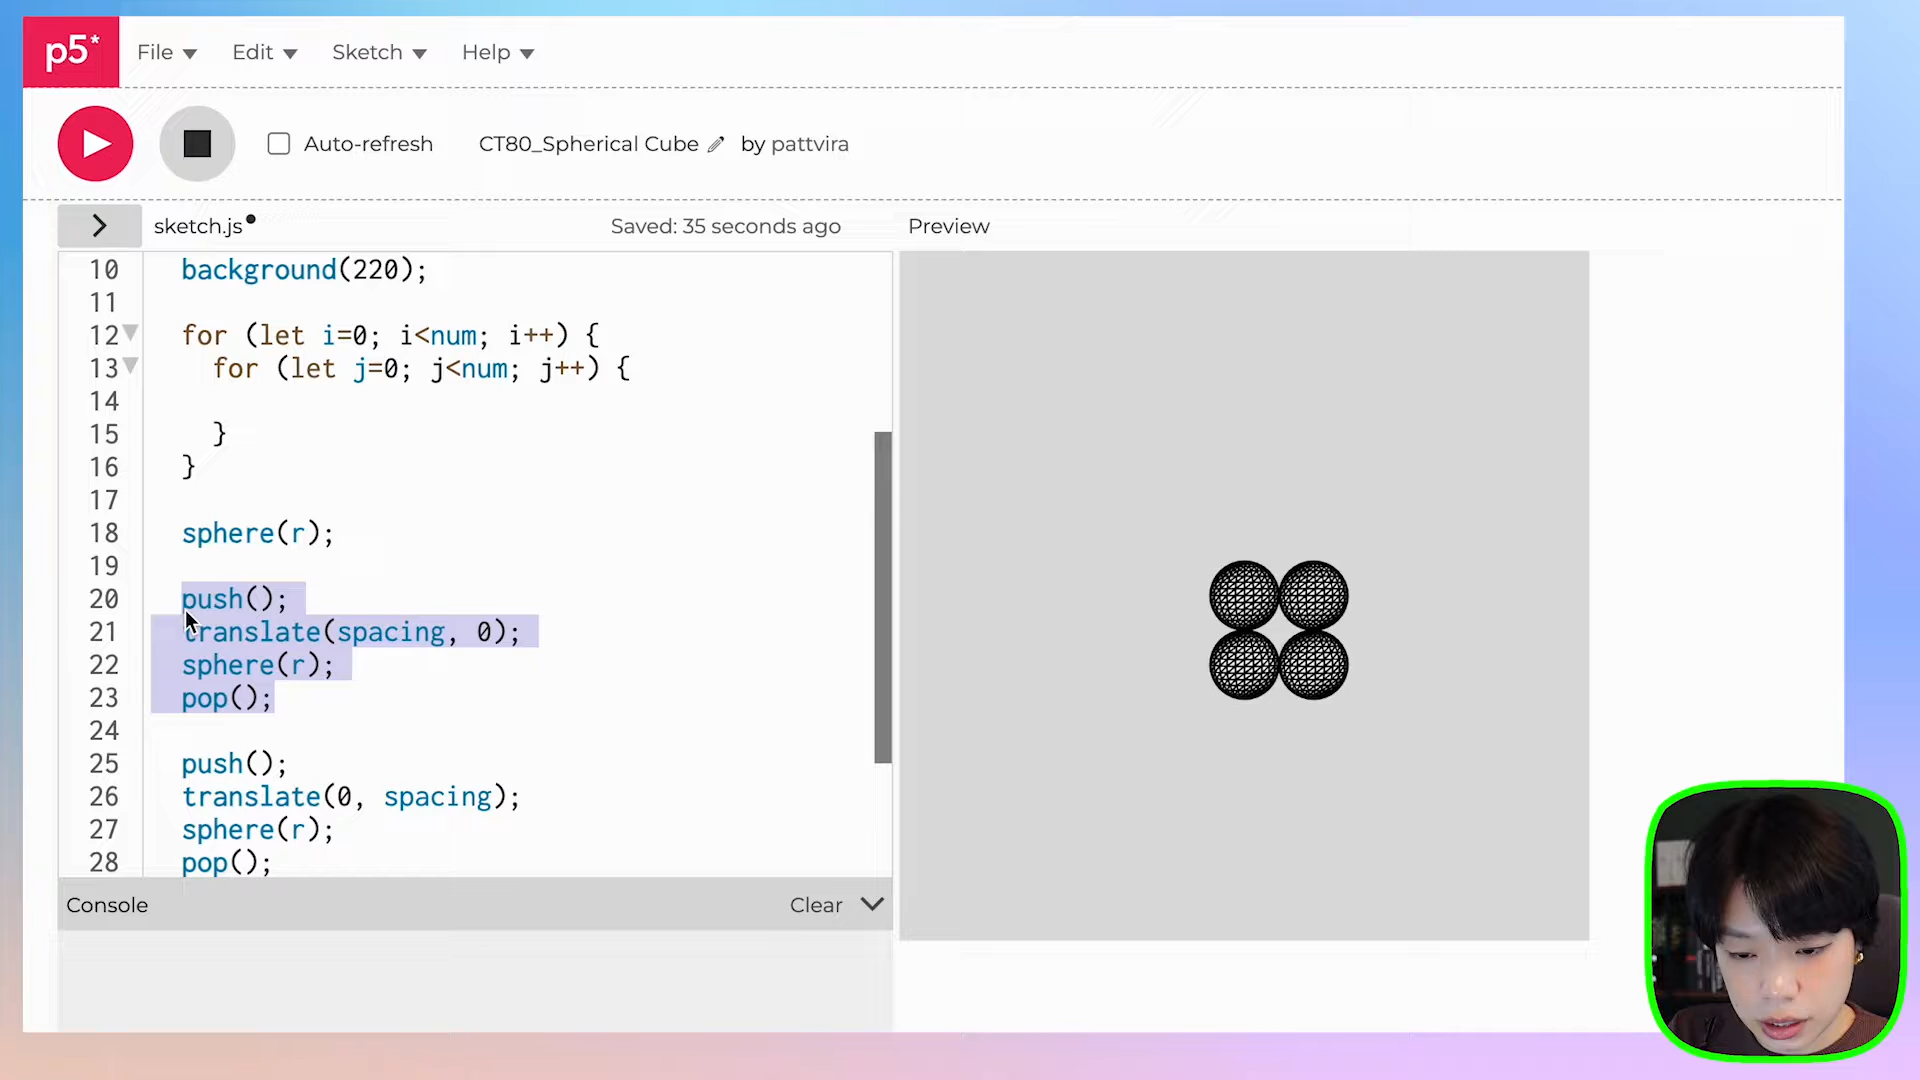 p5*
File Edit Sketch Help
Auto-refresh CT80_Spherical Cube by pattvira
sketch.js Saved: 35 seconds ago Preview
10 background(220);
11
12 for (let i=0; i<num; i++) {
13 for (let j=0; j<num; j++) {
14
15 }
16 }
17
18 sphere(r);
19
20 push();
21 translate(spacing, 0);
22 sphere(r);
23 pop();
24
25 push();
26 translate(0, spacing);
27 sphere(r);
28 pop();
Console Clear